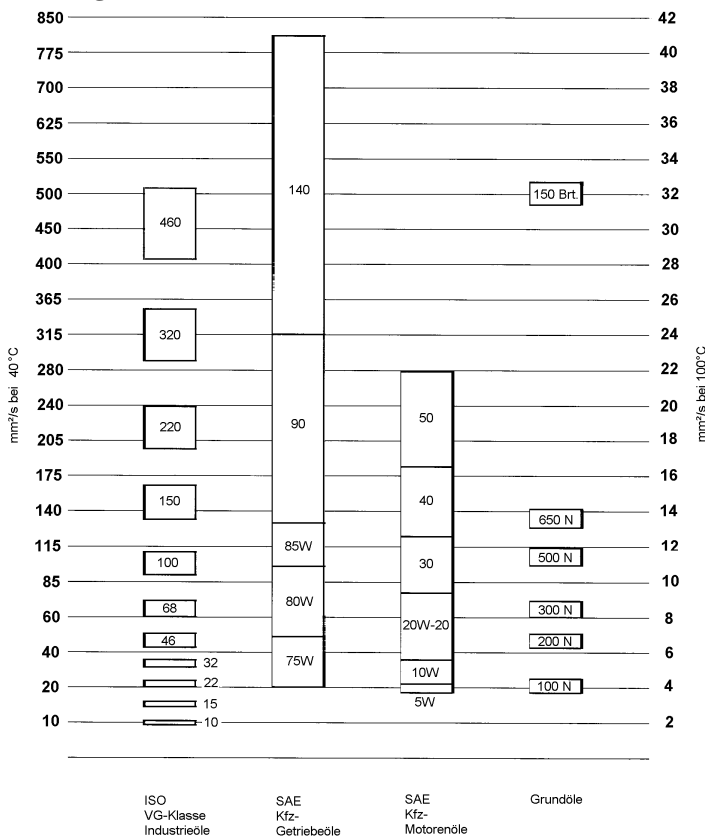 850 42
775 40
700 38
625 36
550 34
500 140 150 Brt. 32
450 460 30
400 28
365 26
315 320 24
280 22
240 20
220 90 50
205 18
175 16
150 40
140 650 N 14
115 85W 12
100 30 500 N
85 10
68 80W 300 N
60 20W-20 8
46 200 N
40 75W 6
32 10W
20 22 100 N 4
15 5W
10 10 2
mm²/s bei 40°C
mm²/s bei 100°C
ISO SAE SAE Grundöle
VG-Klasse Kfz- Kfz-
Industrieöle Getriebeöle Motorenöle